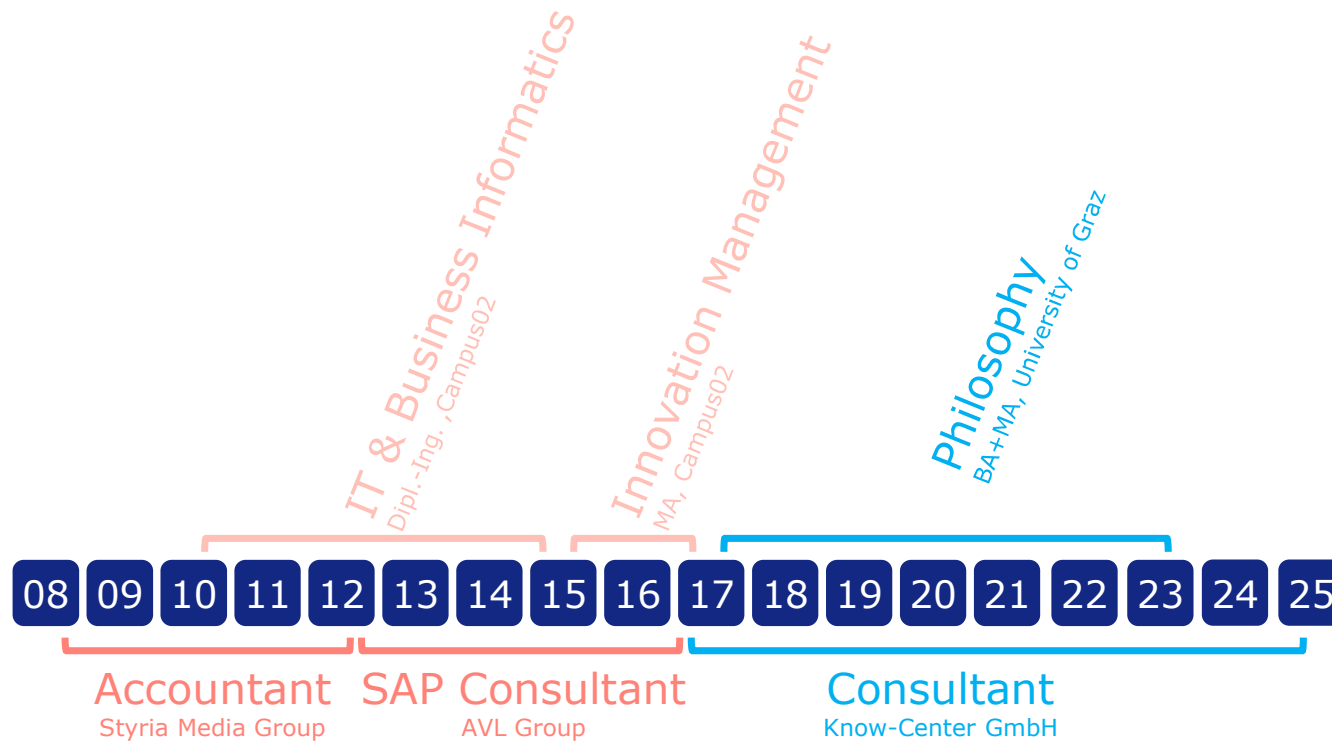 IT & Business Informatics
Dipl.-Ing. ,Campus02
Innovation Management
MA, Campus02
Philosophy
BA+MA, University of Graz
08 09 10 11 12 13 14 15 16 17 18 19 20 21 22 23 24 25
Accountant
Styria Media Group
SAP Consultant
AVL Group
Consultant
Know-Center GmbH